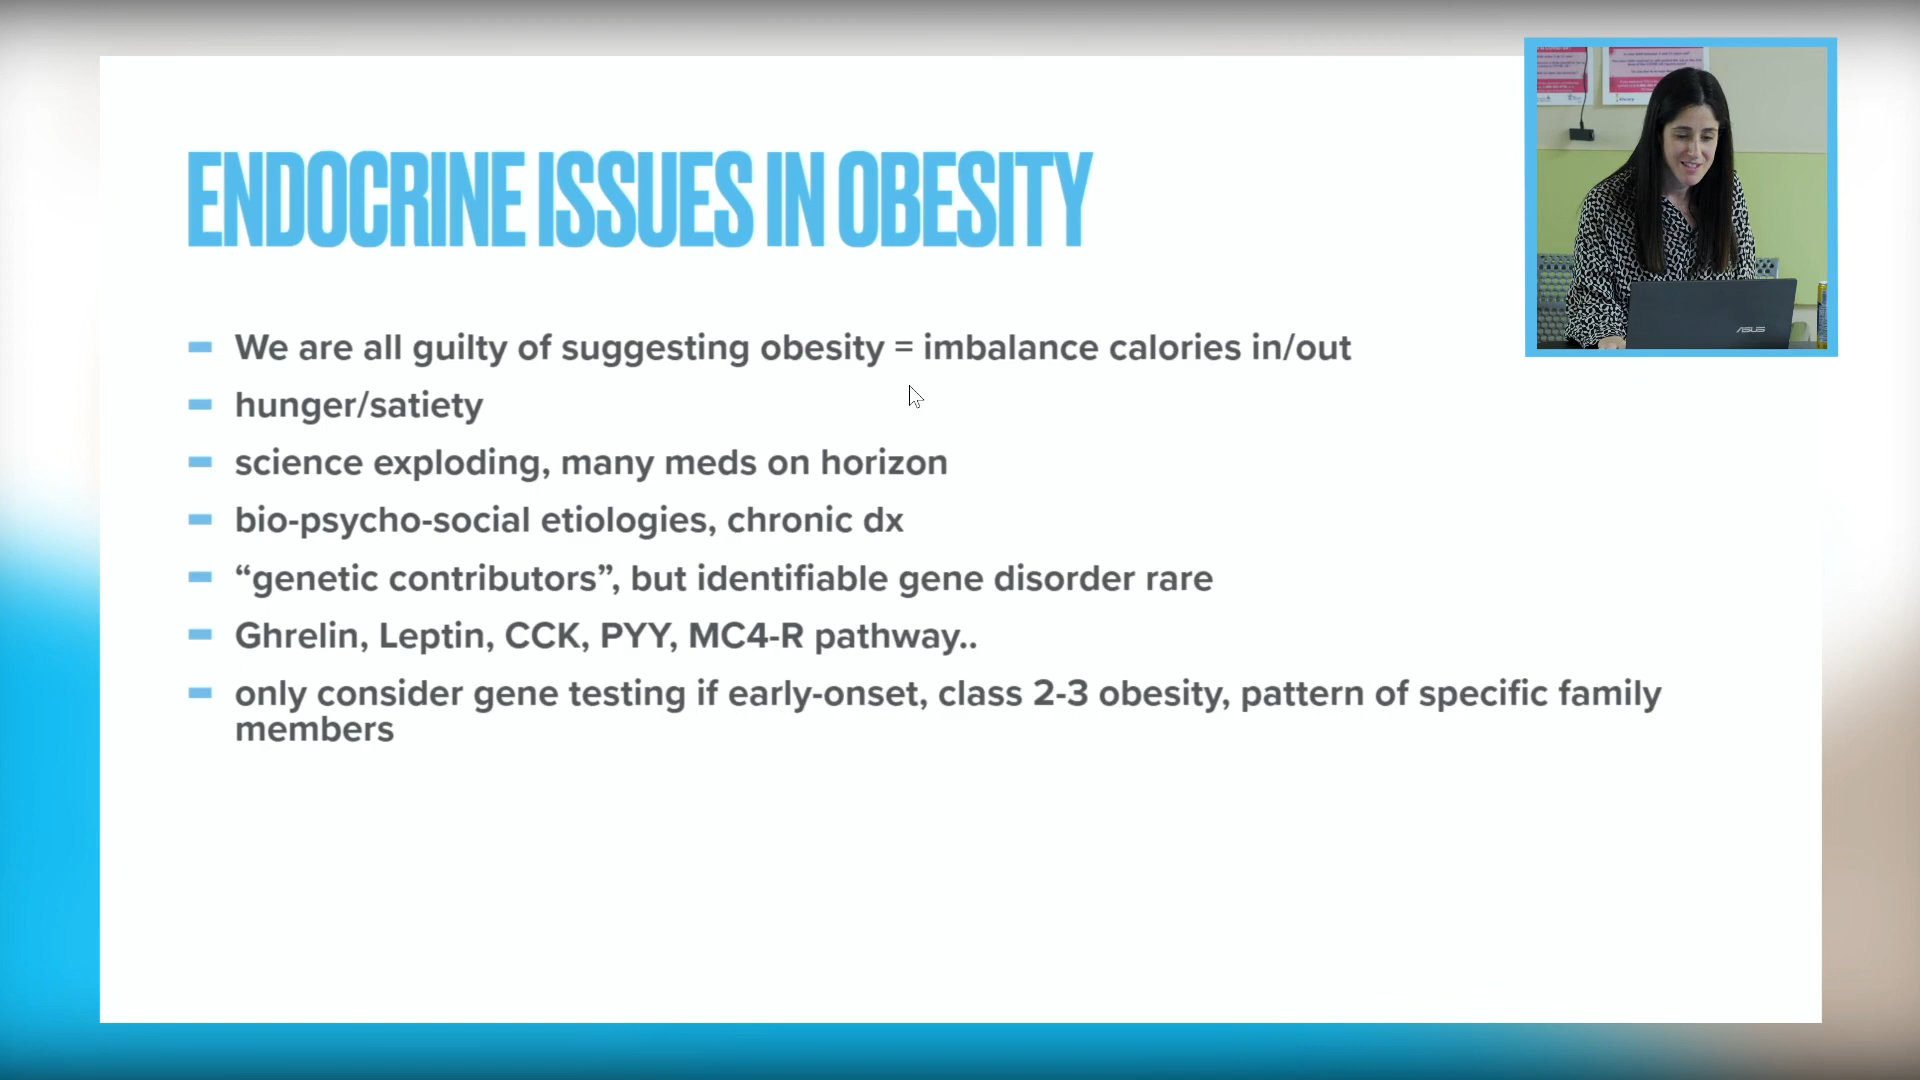 ENDOCRINE ISSUES IN OBESITY
We are all guilty of suggesting obesity = imbalance calories in/out
hunger/satiety
science exploding, many meds on horizon
bio-psycho-social etiologies, chronic dx
“genetic contributors”, but identifiable gene disorder rare
Ghrelin, Leptin, CCK, PYY, MC4-R pathway..
only consider gene testing if early-onset, class 2-3 obesity, pattern of specific family
members
ASUS